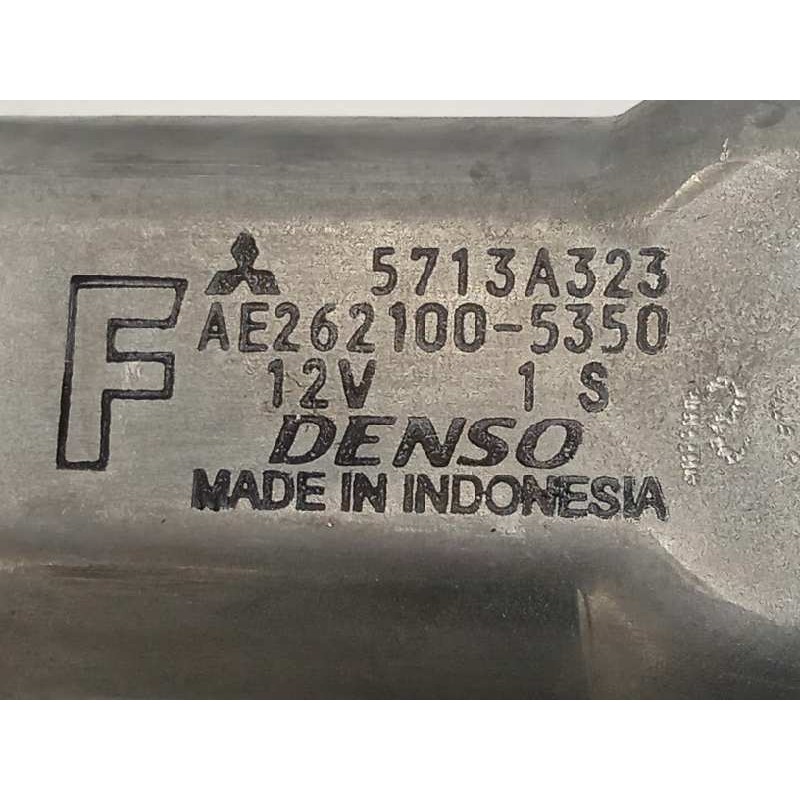 F
5713A323
AE262100-5350
12V 1 S
DENSO
MADE IN INDONESIA